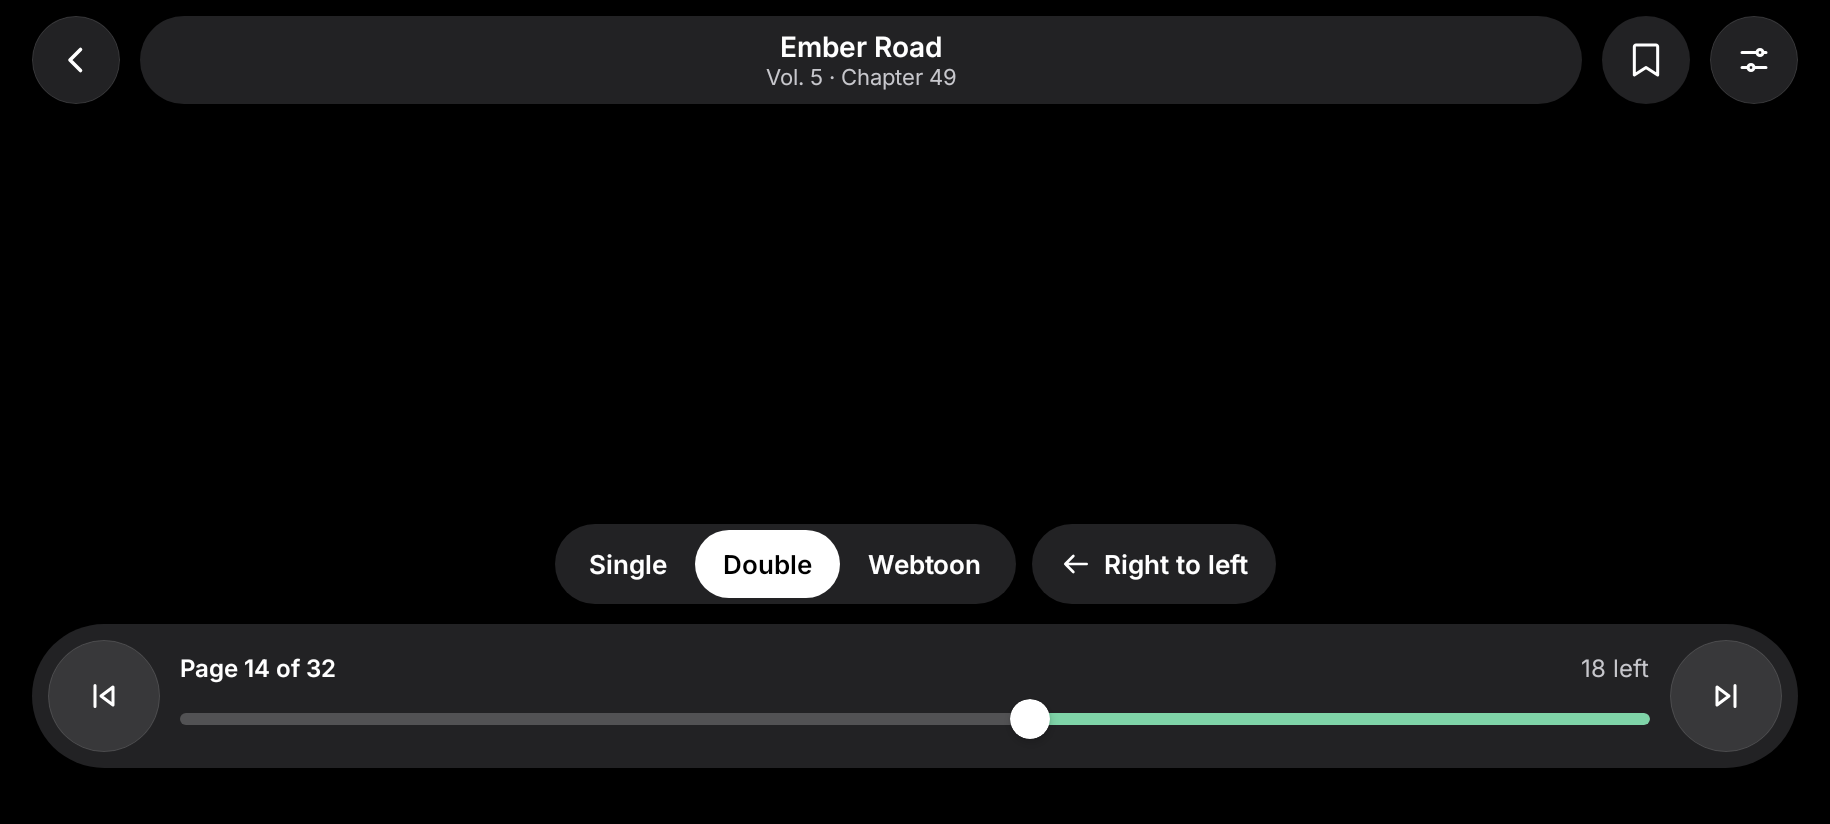 Ember Road
Vol. 5 · Chapter 49
Single
Double
Webtoon
Right to left
Page 14 of 32
18 left